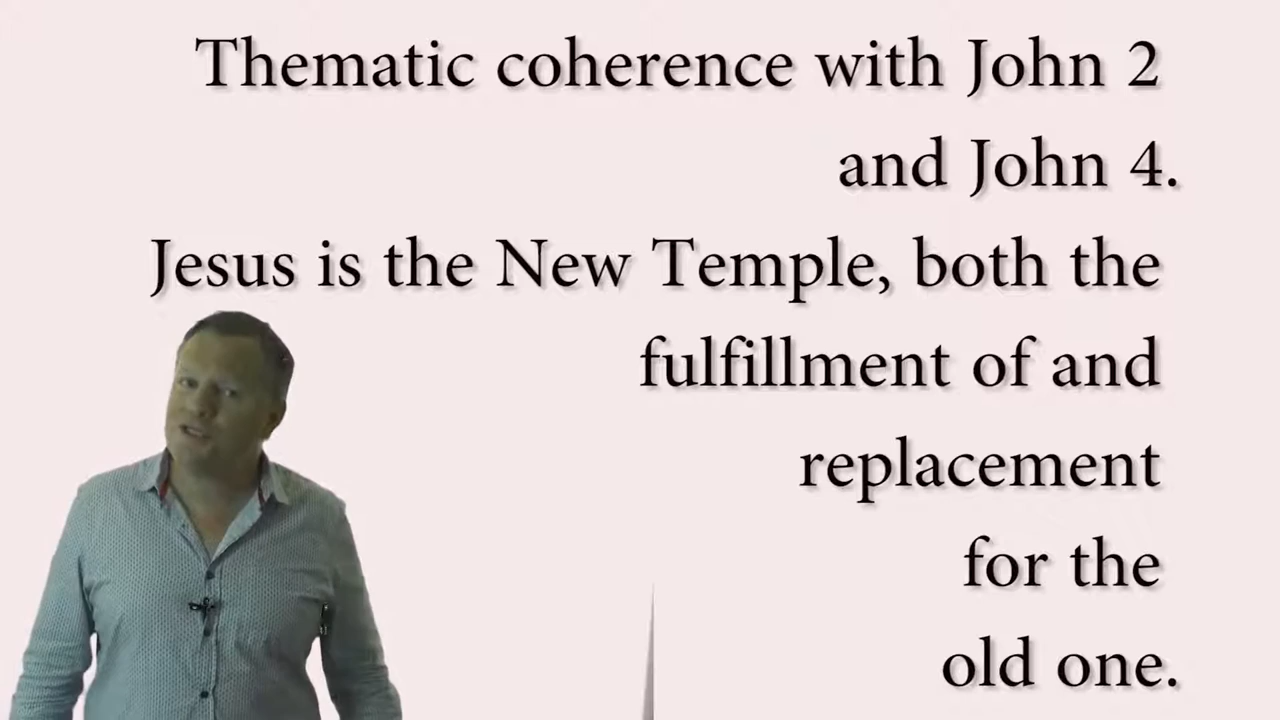 Thematic coherence with John 2
and John 4.
Jesus is the New Temple, both the
fulfillment of and
replacement
for the
old one.